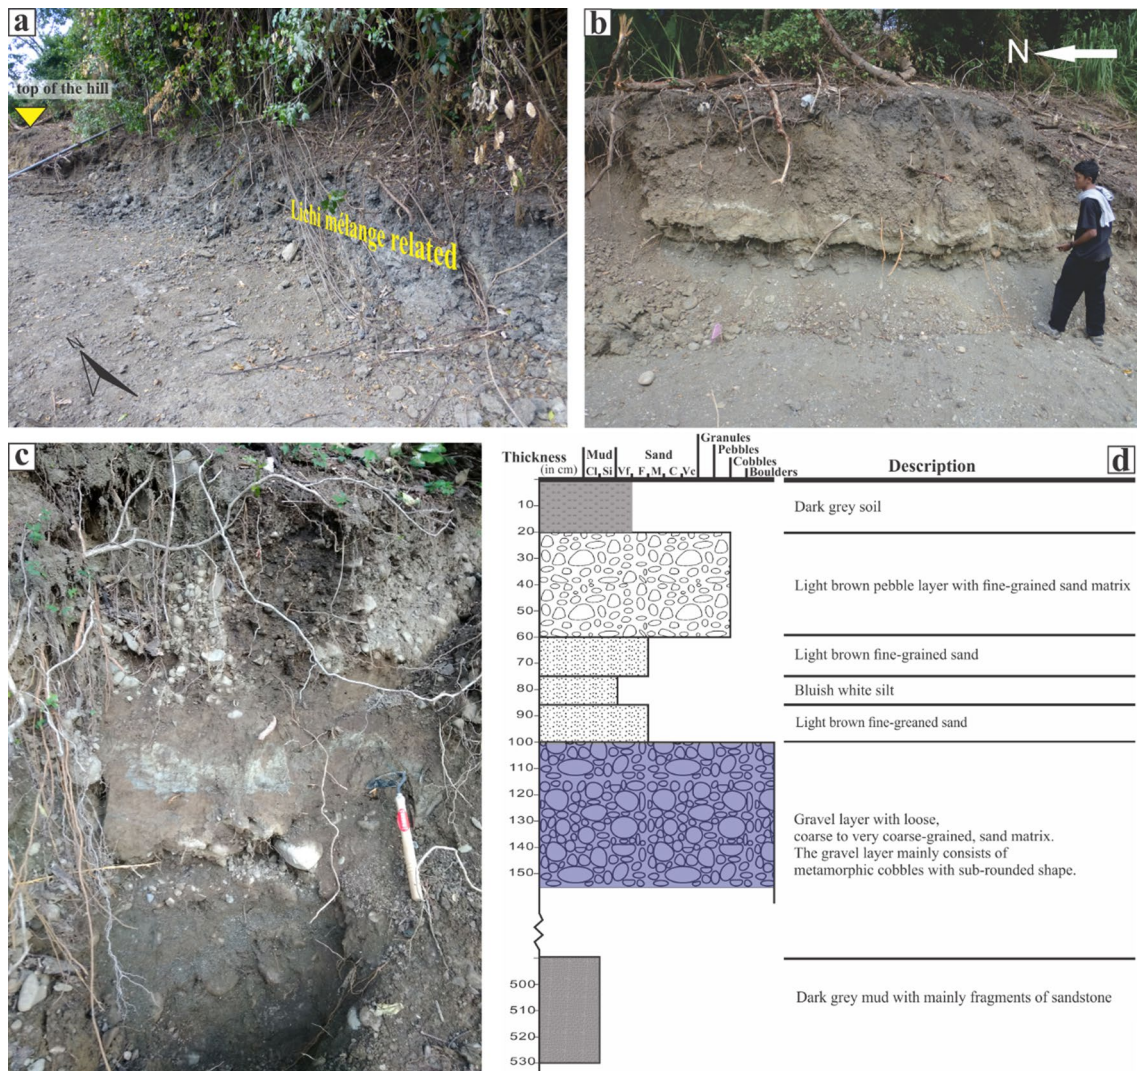 a
top of the hill
Lichi mélange related
N
b
N
c
d
Thickness
(in cm)
Mud
Cl Si
Sand
Vf F M C Vc
Granules
Pebbles
Cobbles
Boulders
Description
10
20
30
40
50
60
70
80
90
100
110
120
130
140
150
500
510
520
530
Dark grey soil
Light brown pebble layer with fine-grained sand matrix
Light brown fine-grained sand
Bluish white silt
Light brown fine-greaned sand
Gravel layer with loose,
coarse to very coarse-grained, sand matrix.
The gravel layer mainly consists of
metamorphic cobbles with sub-rounded shape.
Dark grey mud with mainly fragments of sandstone